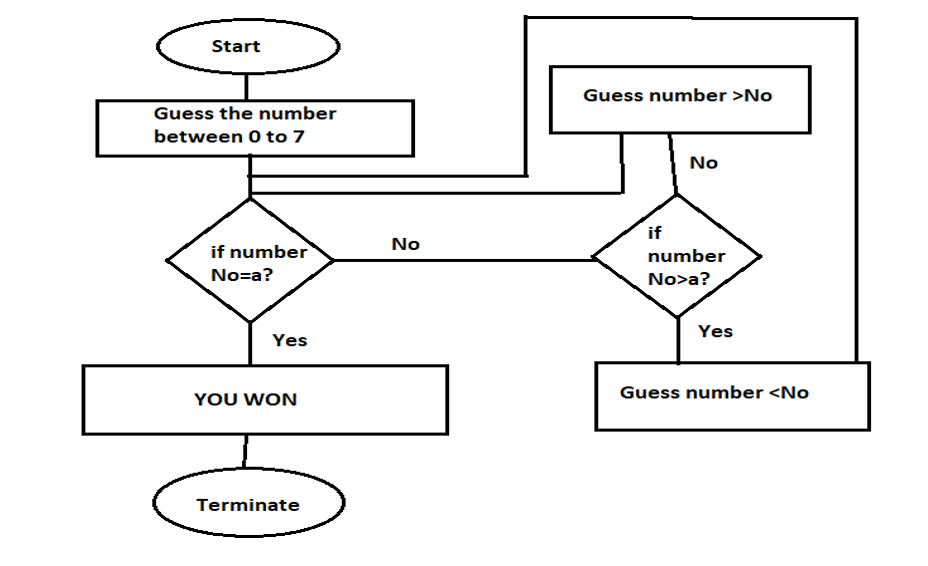 Start
Guess the number
between 0 to 7
if number
No=a?
Yes
YOU WON
Terminate
No
if
number
No>a?
No
Guess number >No
Yes
Guess number <No